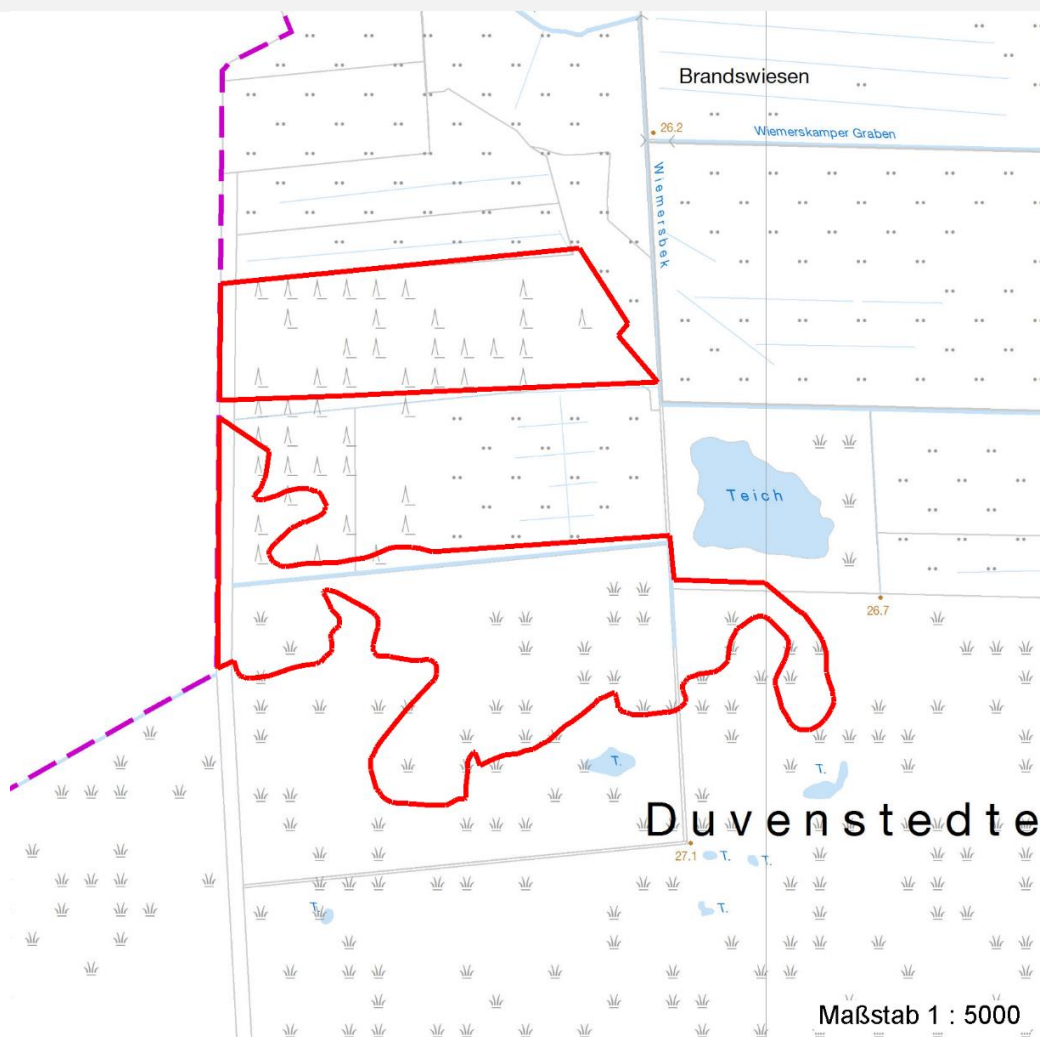 Brandswiesen
26.2
Wiemerskamper Graben
Wiemersbek
Teich
26.7
T.
T.
Duvenstedte
27.1
T.
T.
T.
T.
Maßstab 1 : 5000